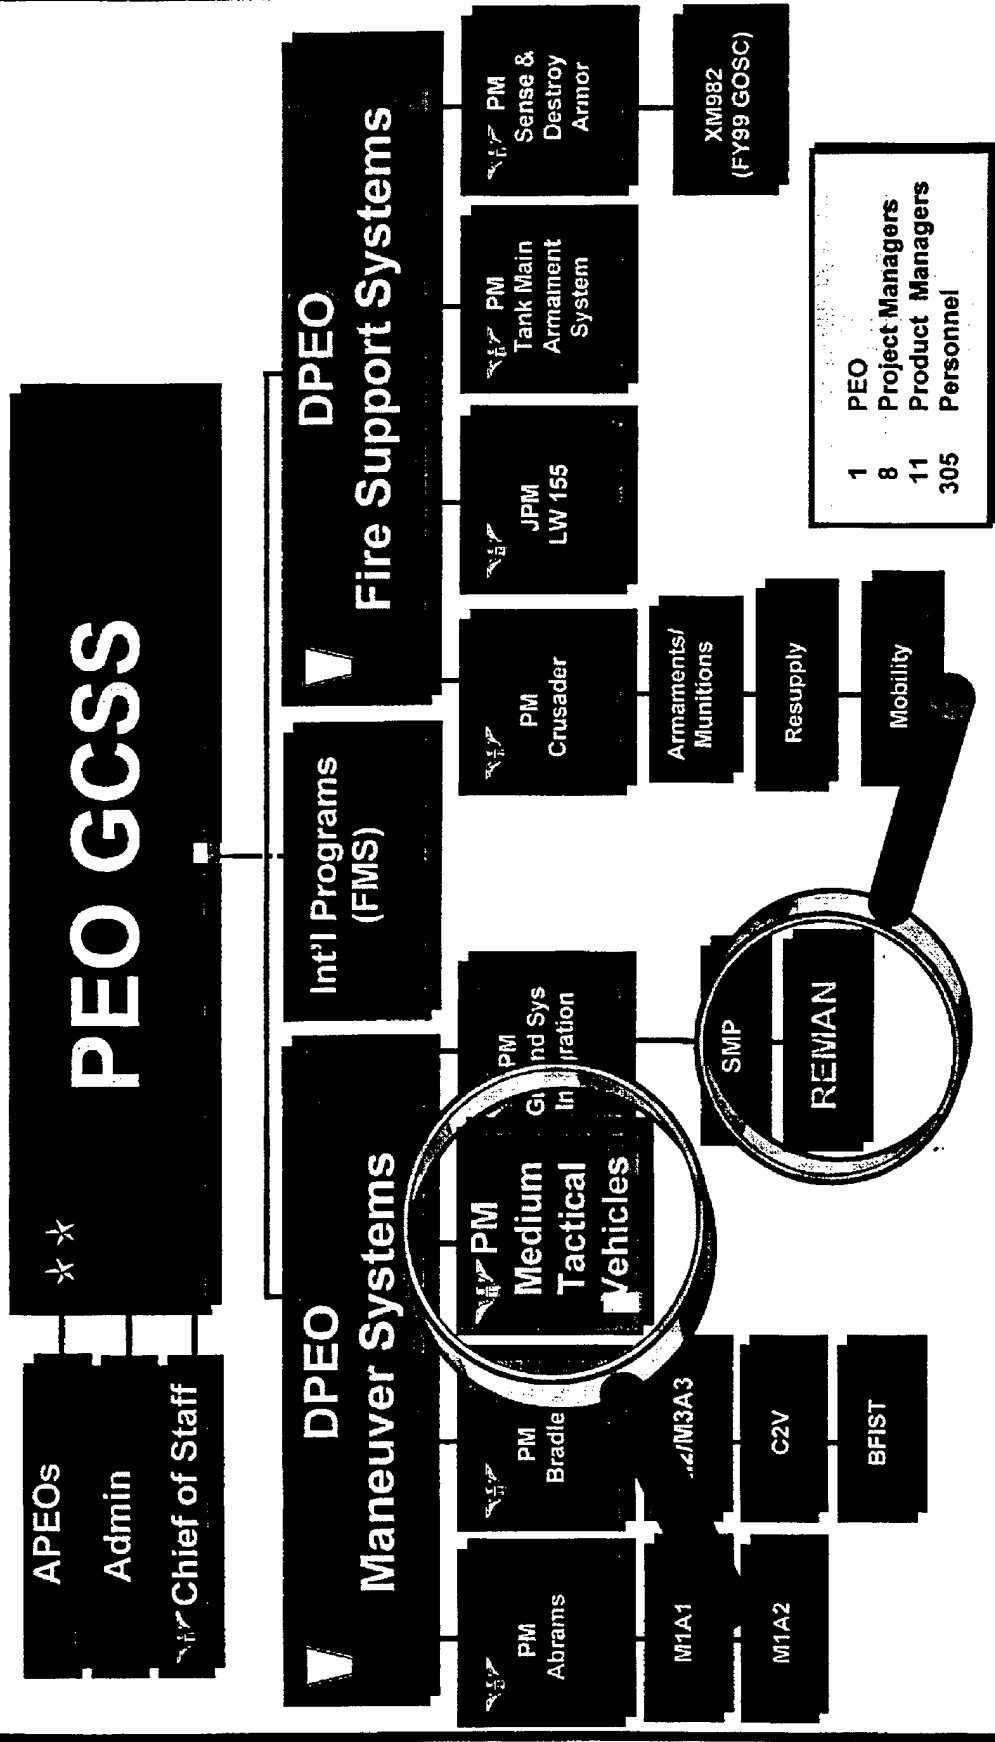 PEO GCSS
APEOs
Admin
Chief of Staff
DPEO
Maneuver Systems
Int'l Programs
(FMS)
DPEO
Fire Support Systems
PM
Abrams
M1A1
M1A2
PM
C2V
BFIST
PM
Medium
Tactical
Vehicles
PM
SMP
REMAN
PM
Crusader
Armaments/
Munitions
Resupply
Mobility
JPM
LW 155
PM
Tank Main
Armament
System
PM
Sense &
Destroy
Armor
XM982
(FY99 GOSC)
1 PEO
8 Project Managers
11 Product Managers
305 Personnel